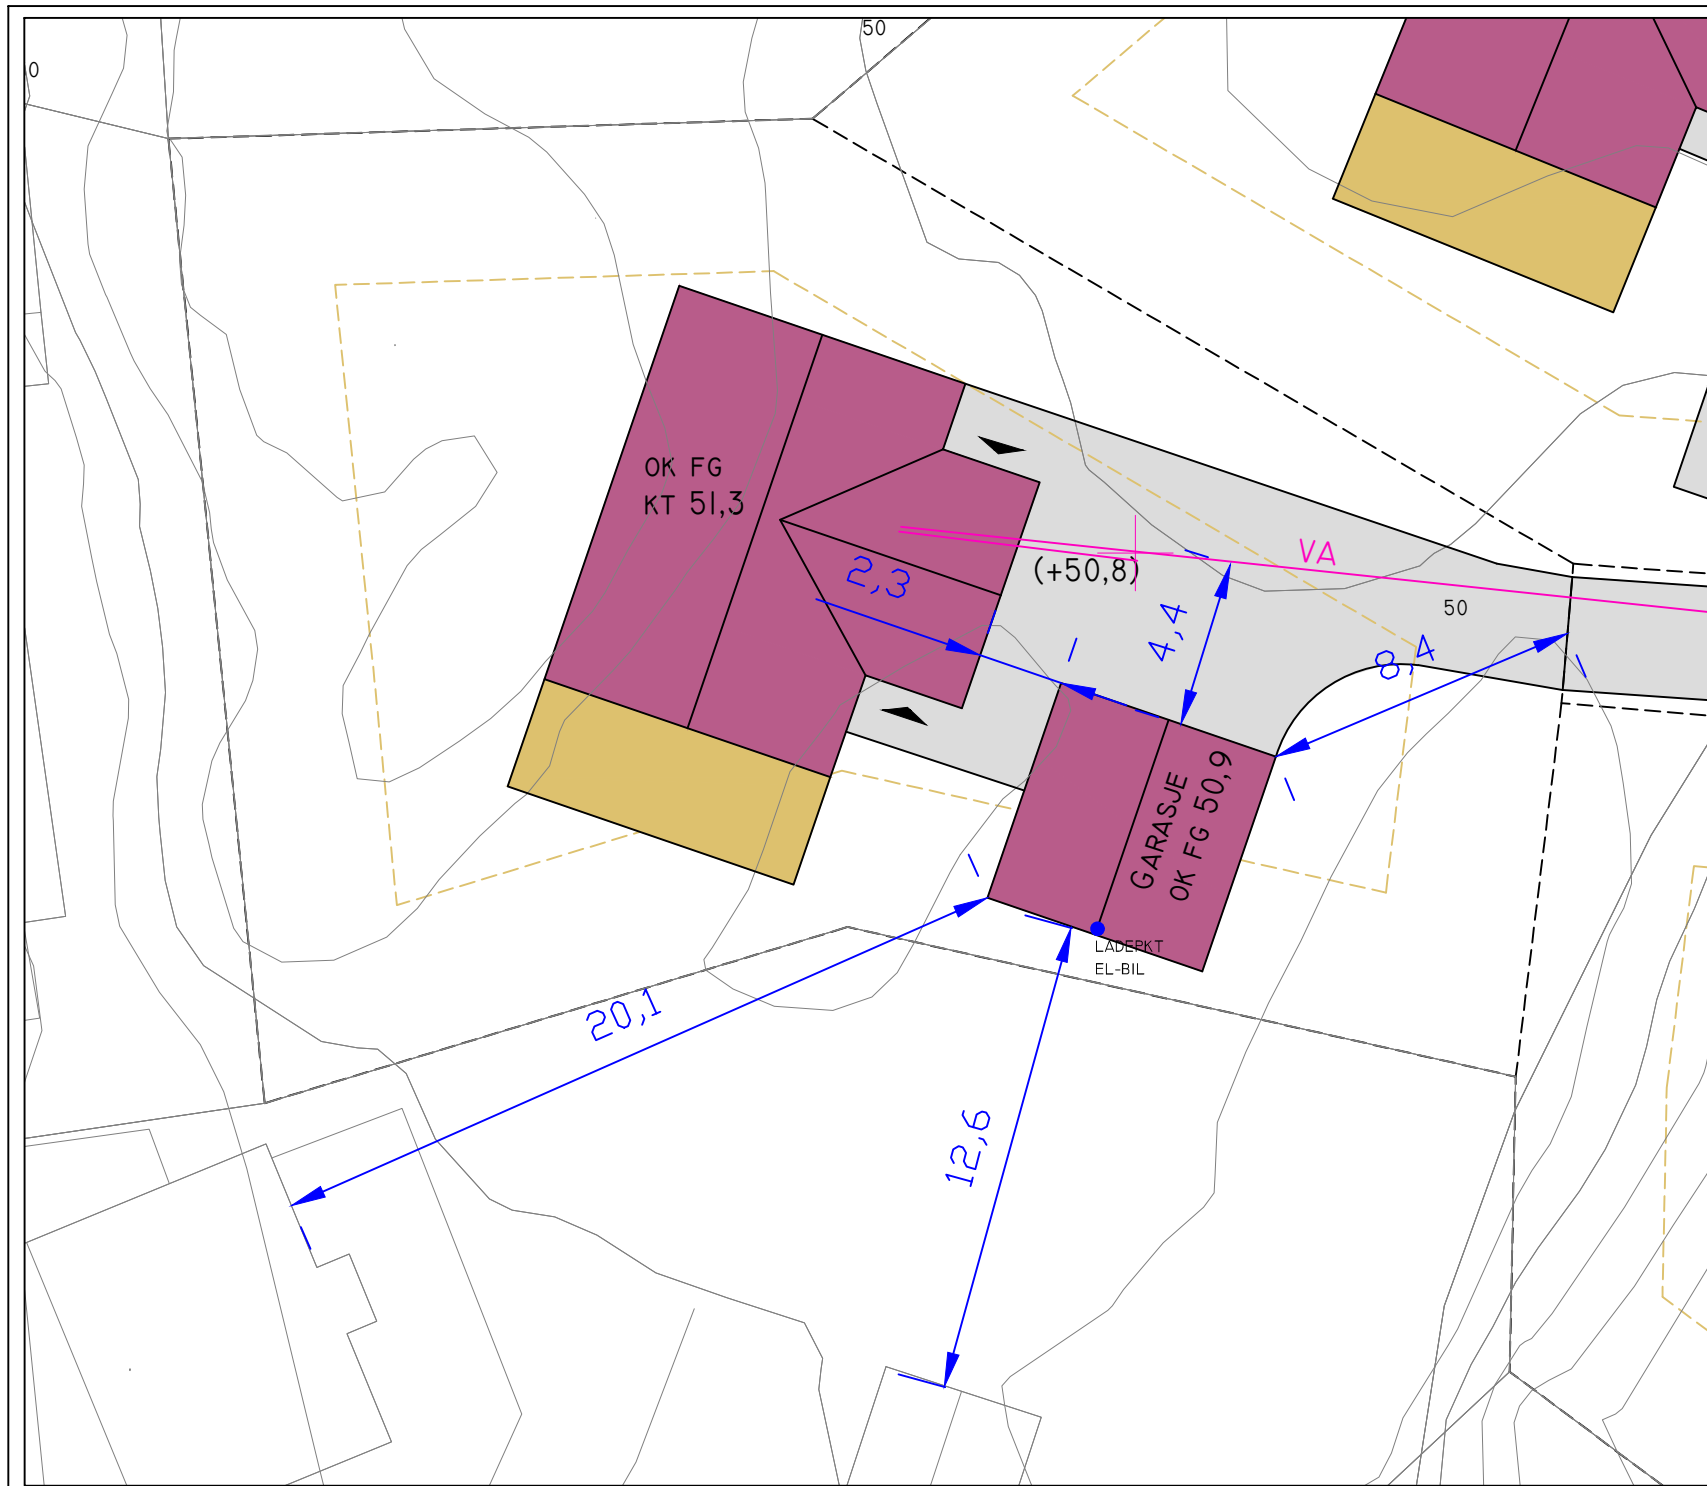 50
0
OK FG
KT 51,3
2,3
(+50,8)
VA
4,4
50
8,4
GARASJE
OK FG 50,9
LADEPKT
EL-BIL
20,1
12,6